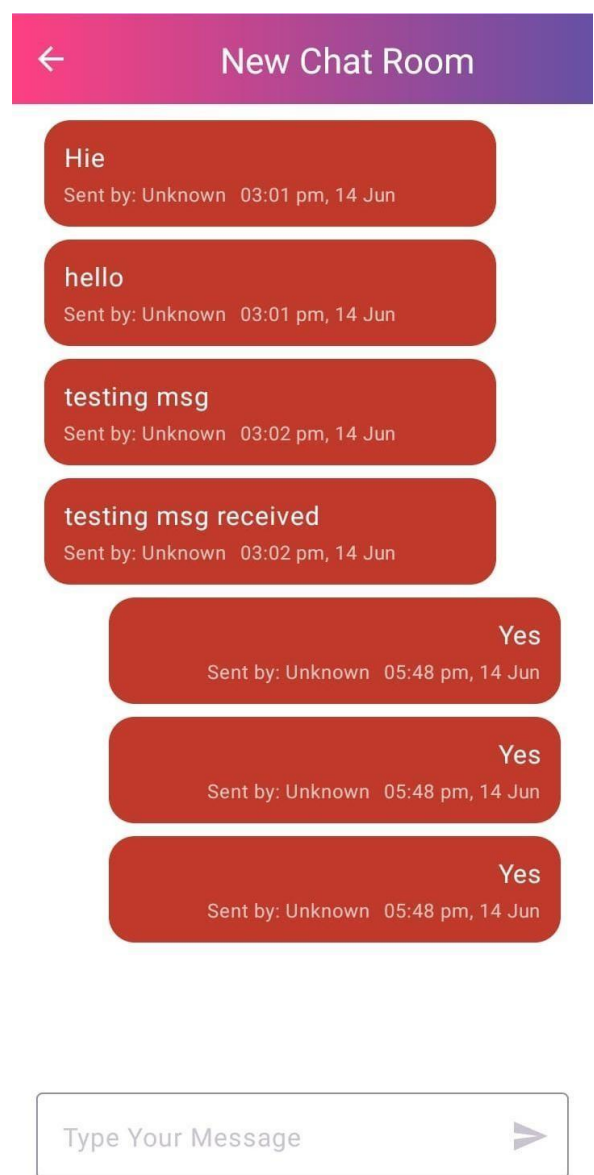 New Chat Room
Hie
Sent by: Unknown 03:01 pm, 14 Jun
hello
Sent by: Unknown 03:01 pm, 14 Jun
testing msg
Sent by: Unknown 03:02 pm, 14 Jun
testing msg received
Sent by: Unknown 03:02 pm, 14 Jun
Yes
Sent by: Unknown 05:48 pm, 14 Jun
Yes
Sent by: Unknown 05:48 pm, 14 Jun
Yes
Sent by: Unknown 05:48 pm, 14 Jun
Type Your Message